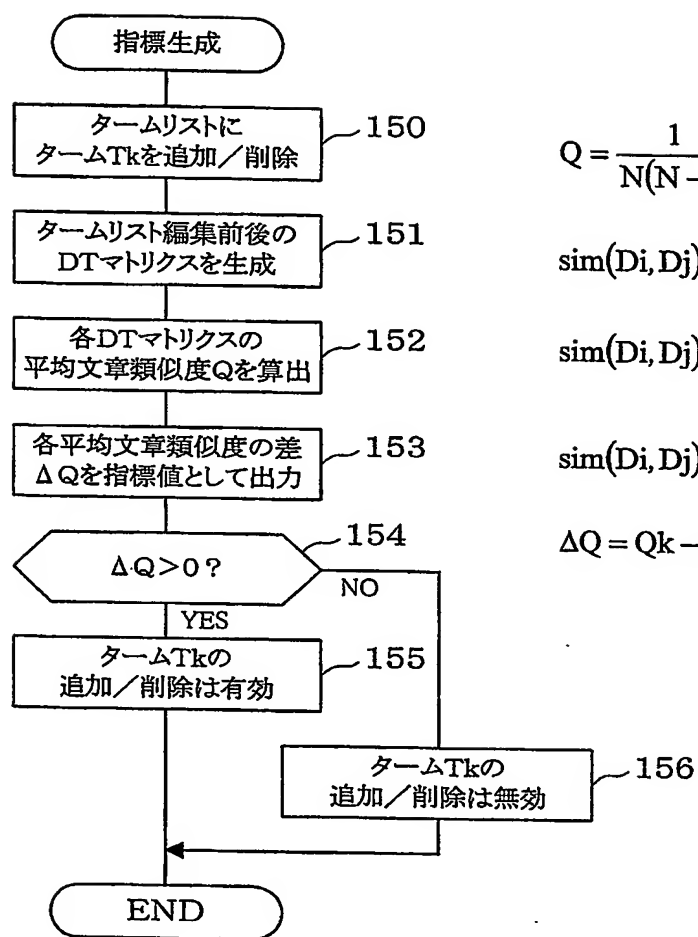 指標生成
タームリストに
タームTkを追加／削除
150
タームリスト編集前後の
DTマトリクスを生成
151
各DTマトリクスの
平均文章類似度Qを算出
152
各平均文章類似度の差
ΔQを指標値として出力
153
ΔQ>0？
154
NO
YES
タームTkの
追加／削除は有効
155
タームTkの
追加／削除は無効
156
END
Q = 1
N(N −
sim(Di, Dj)
sim(Di, Dj)
sim(Di, Dj)
ΔQ = Qk −